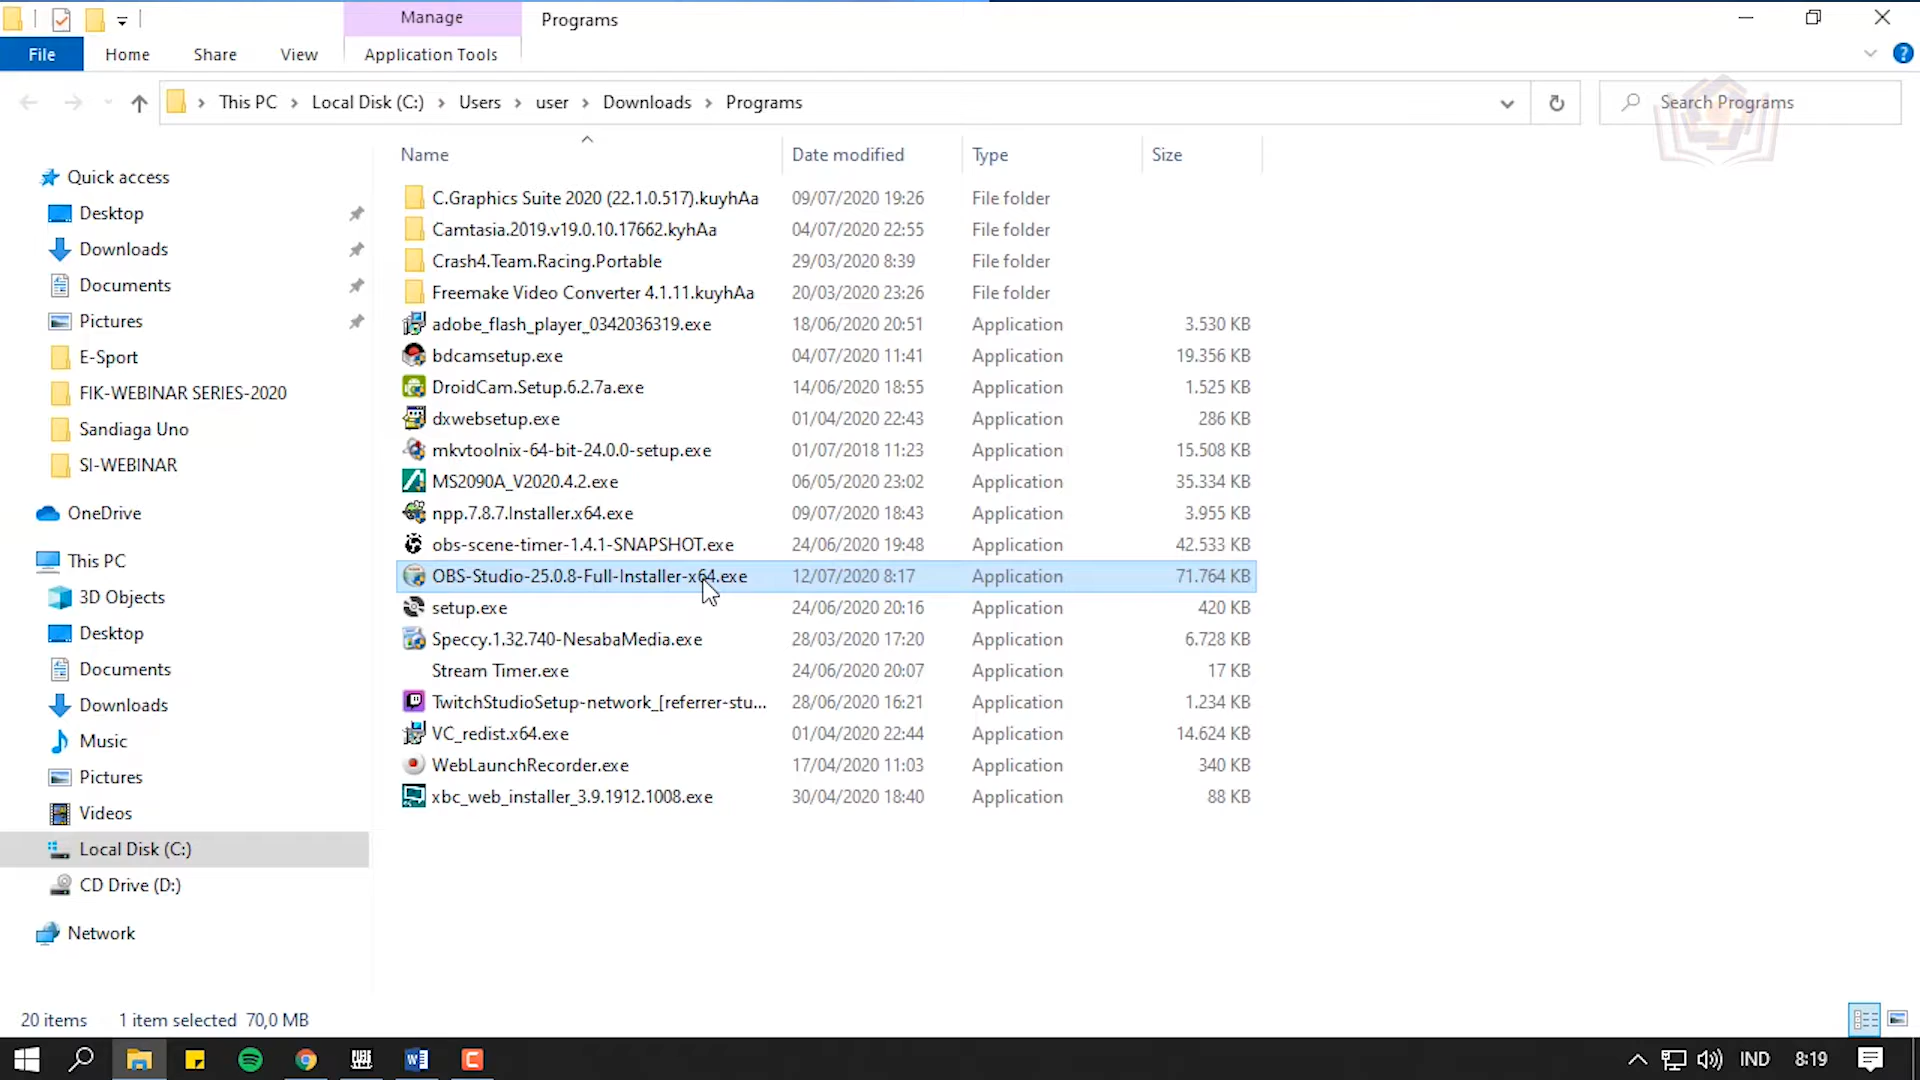 Manage
Programs
File
Home
Share
View
Application Tools
This PC
Local Disk (C:)
Users
user
Downloads
Programs
Search Programs
Name
Date modified
Type
Size
Quick access
Desktop
Downloads
Documents
Pictures
E-Sport
FIK-WEBINAR SERIES-2020
Sandiaga Uno
SI-WEBINAR
OneDrive
This PC
3D Objects
Desktop
Documents
Downloads
Music
Pictures
Videos
Local Disk (C:)
CD Drive (D:)
Network
C.Graphics Suite 2020 (22.1.0.517).kuyhAa 09/07/2020 19:26 File folder
Camtasia.2019.v19.0.10.17662.kyhAa 04/07/2020 22:55 File folder
Crash4.Team.Racing.Portable 29/03/2020 8:39 File folder
Freemake Video Converter 4.1.11.kuyhAa 20/03/2020 23:26 File folder
adobe_flash_player_0342036319.exe 18/06/2020 20:51 Application 3.530 KB
bdcamsetup.exe 04/07/2020 11:41 Application 19.356 KB
DroidCam.Setup.6.2.7a.exe 14/06/2020 18:55 Application 1.525 KB
dxwebsetup.exe 01/04/2020 22:43 Application 286 KB
mkvtoolnix-64-bit-24.0.0-setup.exe 01/07/2018 11:23 Application 15.508 KB
MS2090A_V2020.4.2.exe 06/05/2020 23:02 Application 35.334 KB
npp.7.8.7.Installer.x64.exe 09/07/2020 18:43 Application 3.955 KB
obs-scene-timer-1.4.1-SNAPSHOT.exe 24/06/2020 19:48 Application 42.533 KB
OBS-Studio-25.0.8-Full-Installer-x64.exe 12/07/2020 8:17 Application 71.764 KB
setup.exe 24/06/2020 20:16 Application 420 KB
Speccy.1.32.740-NesabaMedia.exe 28/03/2020 17:20 Application 6.728 KB
Stream Timer.exe 24/06/2020 20:07 Application 17 KB
TwitchStudioSetup-network_[referrer-stu... 28/06/2020 16:21 Application 1.234 KB
VC_redist.x64.exe 01/04/2020 22:44 Application 14.624 KB
WebLaunchRecorder.exe 17/04/2020 11:03 Application 340 KB
xbc_web_installer_3.9.1912.1008.exe 30/04/2020 18:40 Application 88 KB
20 items 1 item selected 70,0 MB
IND 8:19